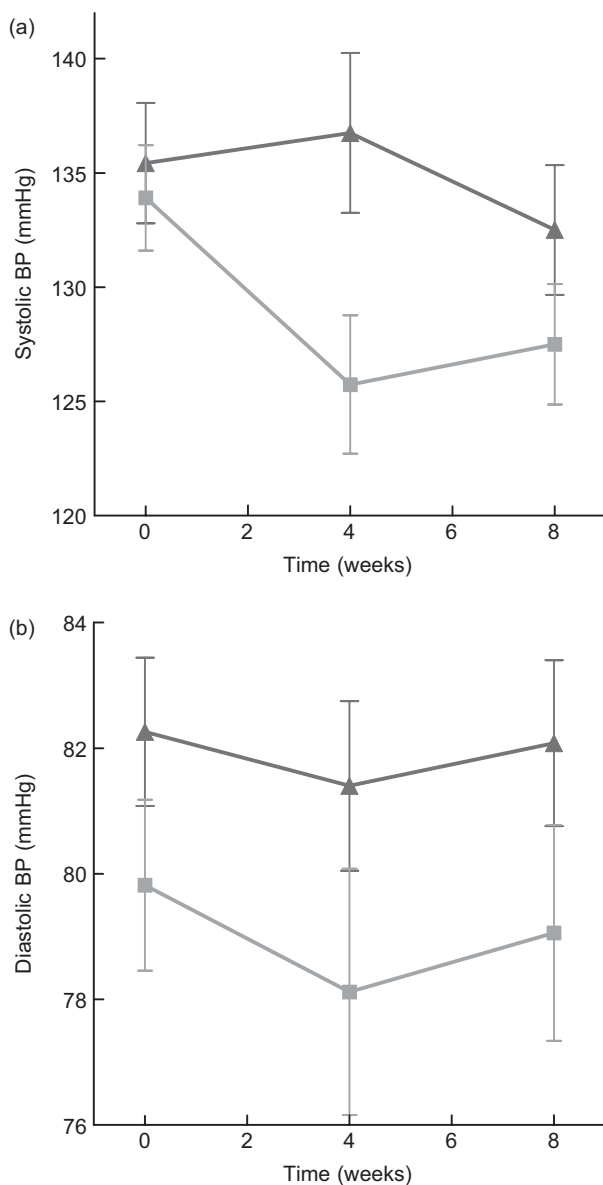 (a)
140
135
130
125
120
Systolic BP (mmHg)
0 2 4 6 8
Time (weeks)
(b)
84
82
80
78
76
Diastolic BP (mmHg)
0 2 4 6 8
Time (weeks)